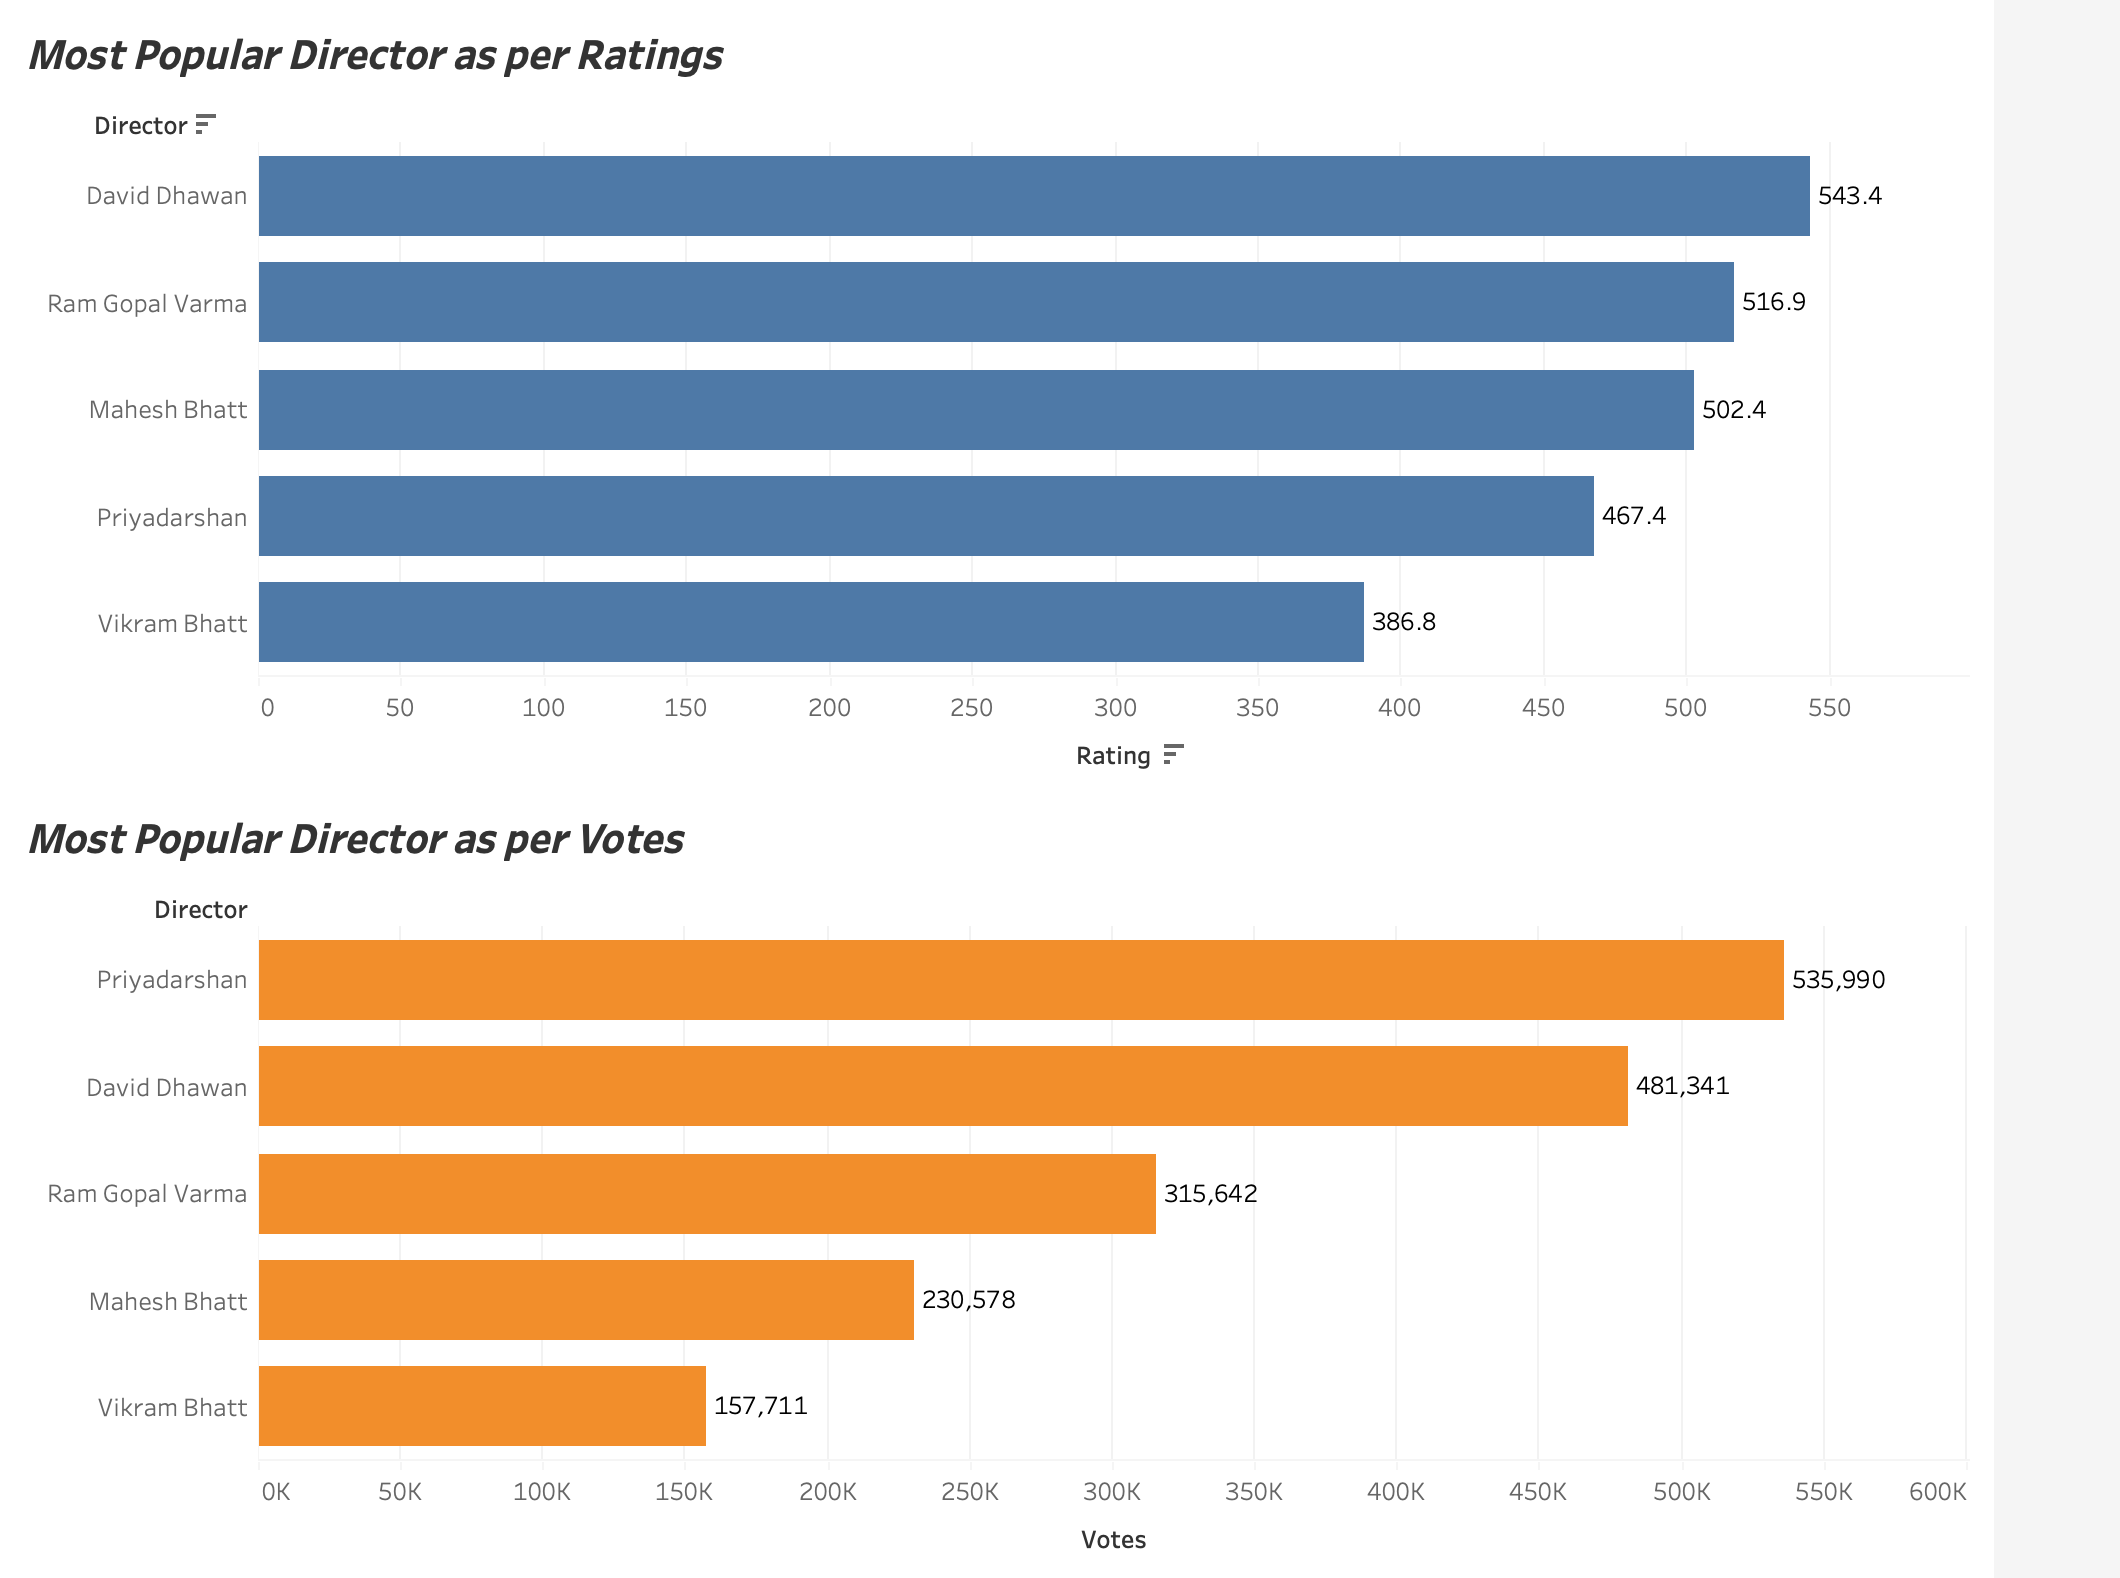 Most Popular Director as per Ratings
Director
David Dhawan 543.4
Ram Gopal Varma 516.9
Mahesh Bhatt 502.4
Priyadarshan 467.4
Vikram Bhatt 386.8
0 50 100 150 200 250 300 350 400 450 500 550
Rating
Most Popular Director as per Votes
Director
Priyadarshan 535,990
David Dhawan 481,341
Ram Gopal Varma 315,642
Mahesh Bhatt 230,578
Vikram Bhatt 157,711
0K 50K 100K 150K 200K 250K 300K 350K 400K 450K 500K 550K 600K
Votes